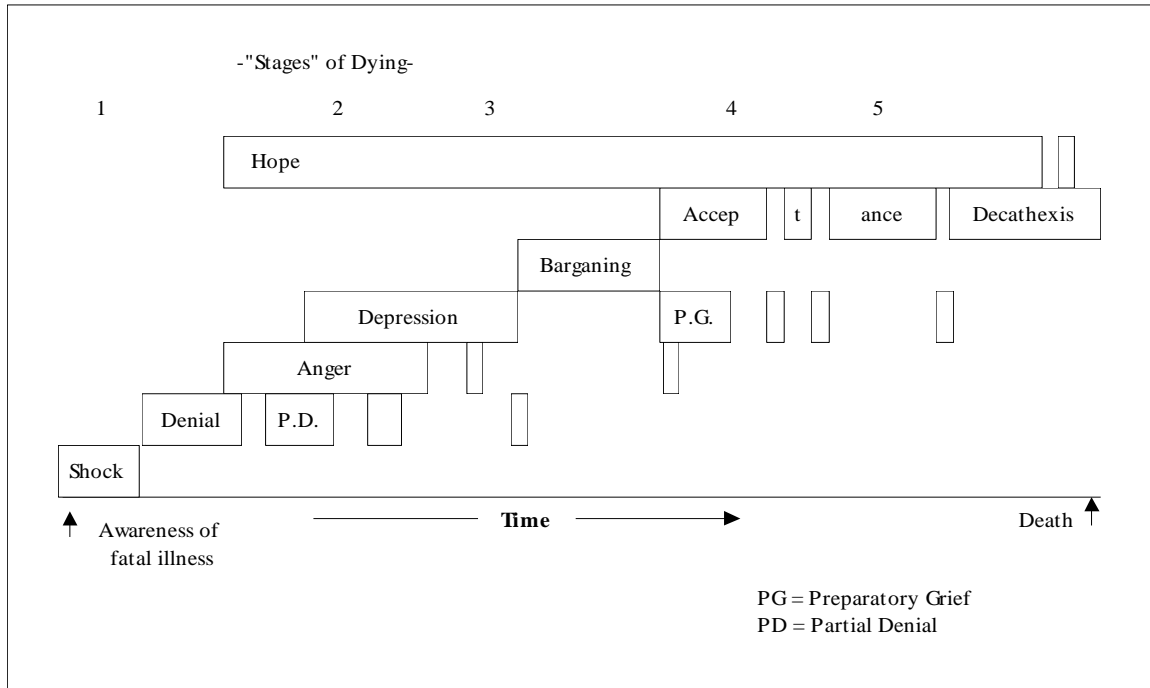 -"Stages" of Dying-
1 2 3 4 5
Hope
Accep t ance Decathexis
Barganing
Depression P.G.
Anger
Denial P.D.
Shock
Awareness of
fatal illness
Time
Death
PG = Preparatory Grief
PD = Partial Denial